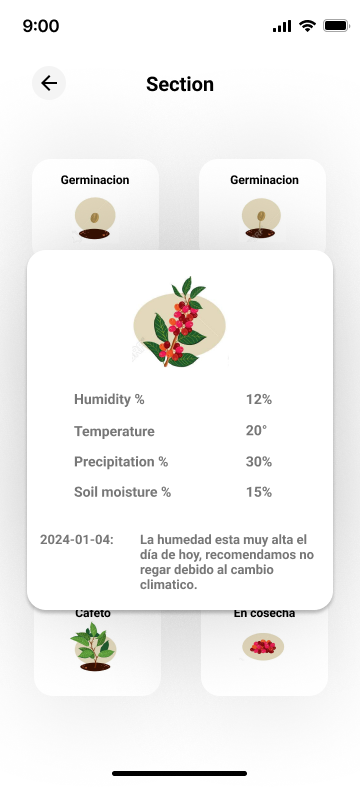 9:00
Section
Germinacion
Germinacion
Humidity %
12%
Temperature
20°
Precipitation %
30%
Soil moisture %
15%
2024-01-04:
La humedad esta muy alta el
día de hoy, recomendamos no
regar debido al cambio
climatico.
Cafeto
En cosecha